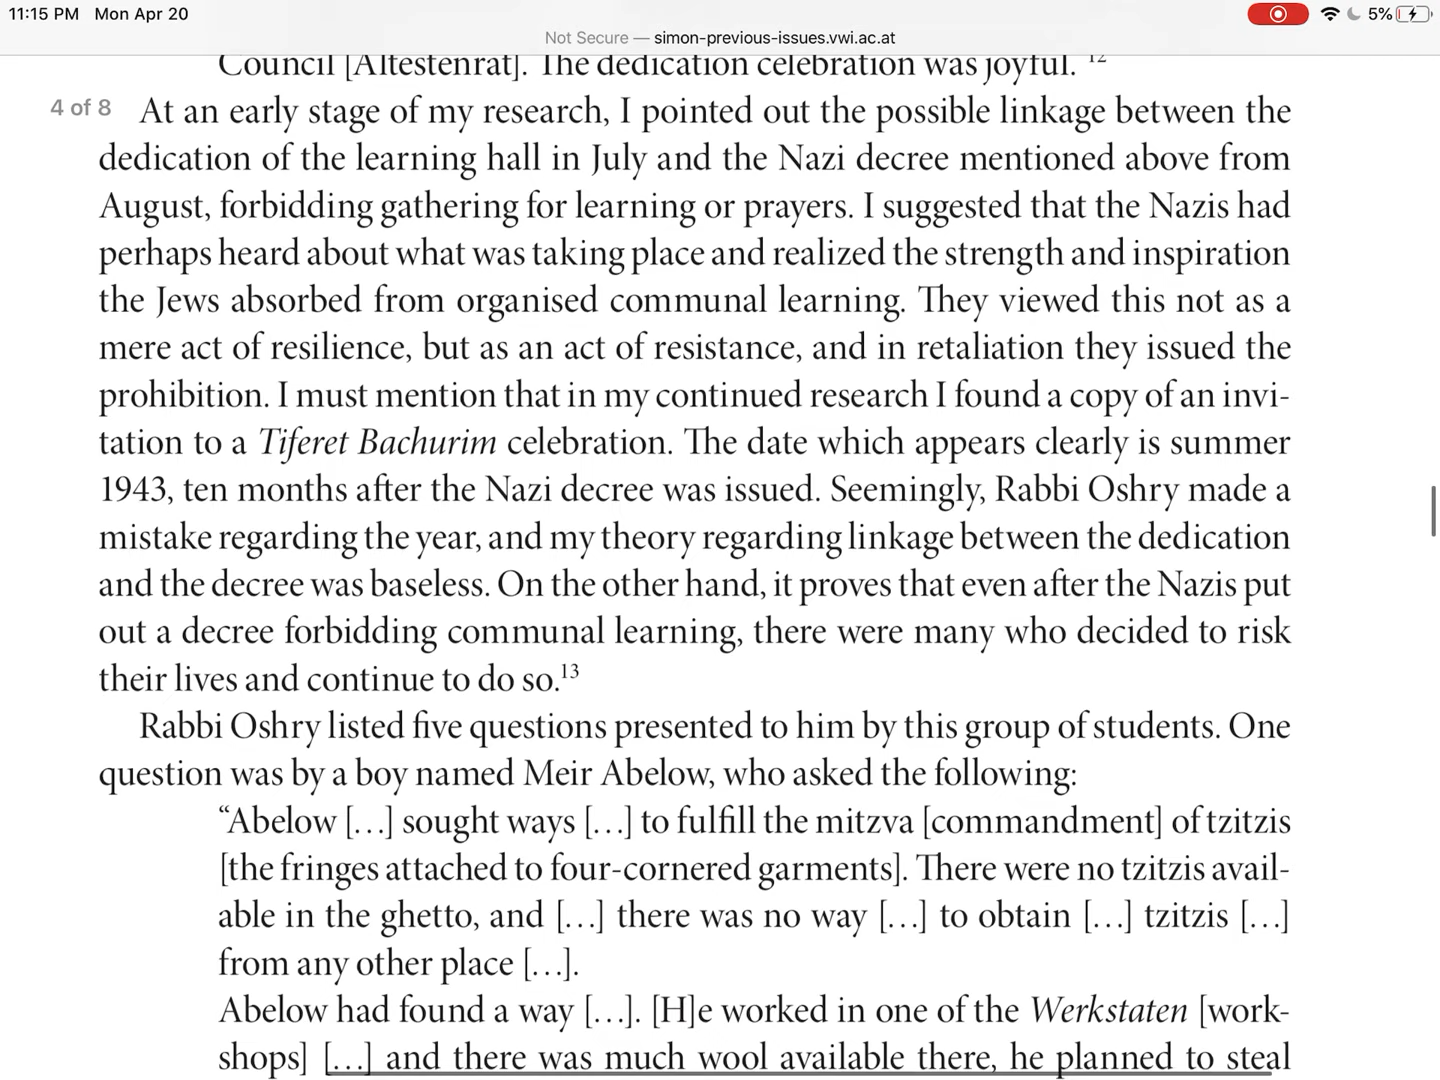 11:15 PM Mon Apr 20
5%
Not Secure — simon-previous-issues.vwi.ac.at
Council [Ältestenrat]. The dedication celebration was joyful.” 12
4 of 8
At an early stage of my research, I pointed out the possible linkage between the
dedication of the learning hall in July and the Nazi decree mentioned above from
August, forbidding gathering for learning or prayers. I suggested that the Nazis had
perhaps heard about what was taking place and realized the strength and inspiration
the Jews absorbed from organised communal learning. They viewed this not as a
mere act of resilience, but as an act of resistance, and in retaliation they issued the
prohibition. I must mention that in my continued research I found a copy of an invi-
tation to a Tiferet Bachurim celebration. The date which appears clearly is summer
1943, ten months after the Nazi decree was issued. Seemingly, Rabbi Oshry made a
mistake regarding the year, and my theory regarding linkage between the dedication
and the decree was baseless. On the other hand, it proves that even after the Nazis put
out a decree forbidding communal learning, there were many who decided to risk
their lives and continue to do so.13
Rabbi Oshry listed five questions presented to him by this group of students. One
question was by a boy named Meir Abelow, who asked the following:
“Abelow […] sought ways […] to fulfill the mitzva [commandment] of tzitzis
[the fringes attached to four-cornered garments]. There were no tzitzis avail-
able in the ghetto, and […] there was no way […] to obtain […] tzitzis […]
from any other place […].
Abelow had found a way […]. [H]e worked in one of the Werkstaten [work-
shops] […] and there was much wool available there, he planned to steal